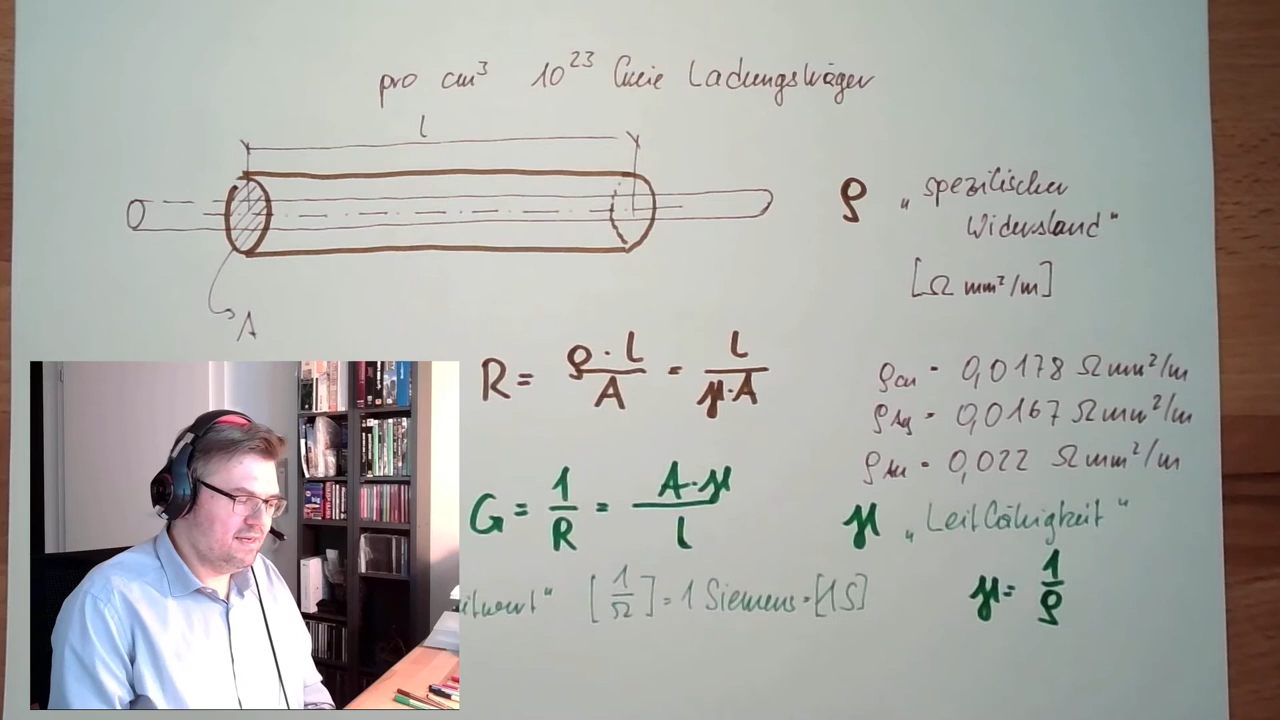 pro cm³ 10²³ freie Ladungsträger
l
A
ρ „spezifischer
Widerstand"
[Ω mm²/m]
R = ρ · l / A = l / ϰ · A
ρCu = 0,0178 Ω mm²/m
ρAg = 0,0167 Ω mm²/m
ρAu = 0,022 Ω mm²/m
G = 1 / R = A · ϰ / l
ϰ „Leitfähigkeit"
[1/Ω] = 1 Siemens = [1S]
ϰ = 1 / ρ